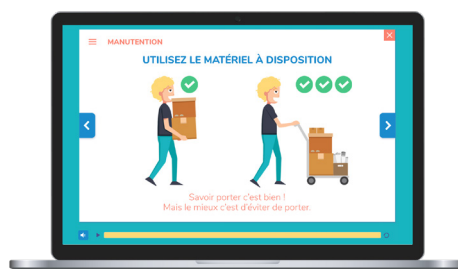 MANUTENTION
UTILISEZ LE MATÉRIEL À DISPOSITION
Savoir porter c'est bien !
Mais le mieux c'est d'éviter de porter.